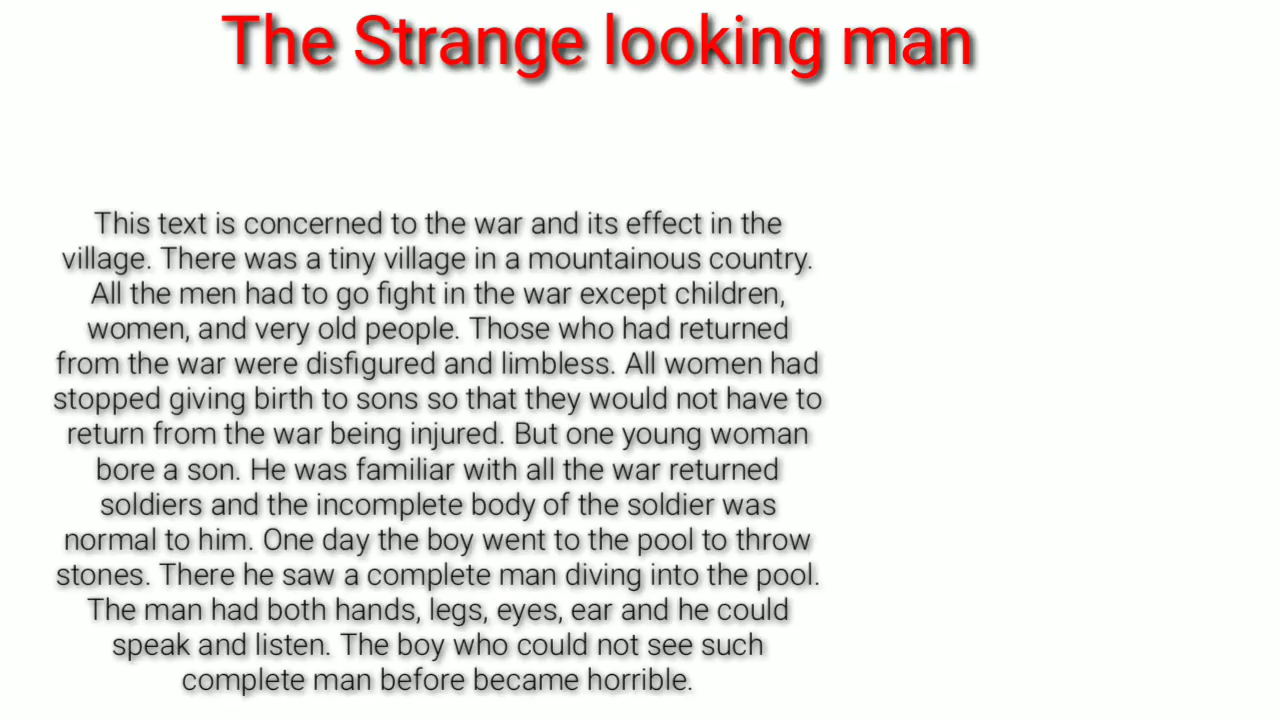 The Strange looking man
This text is concerned to the war and its effect in the
village. There was a tiny village in a mountainous country.
All the men had to go fight in the war except children,
women, and very old people. Those who had returned
from the war were disfigured and limbless. All women had
stopped giving birth to sons so that they would not have to
return from the war being injured. But one young woman
bore a son. He was familiar with all the war returned
soldiers and the incomplete body of the soldier was
normal to him. One day the boy went to the pool to throw
stones. There he saw a complete man diving into the pool.
The man had both hands, legs, eyes, ear and he could
speak and listen. The boy who could not see such
complete man before became horrible.